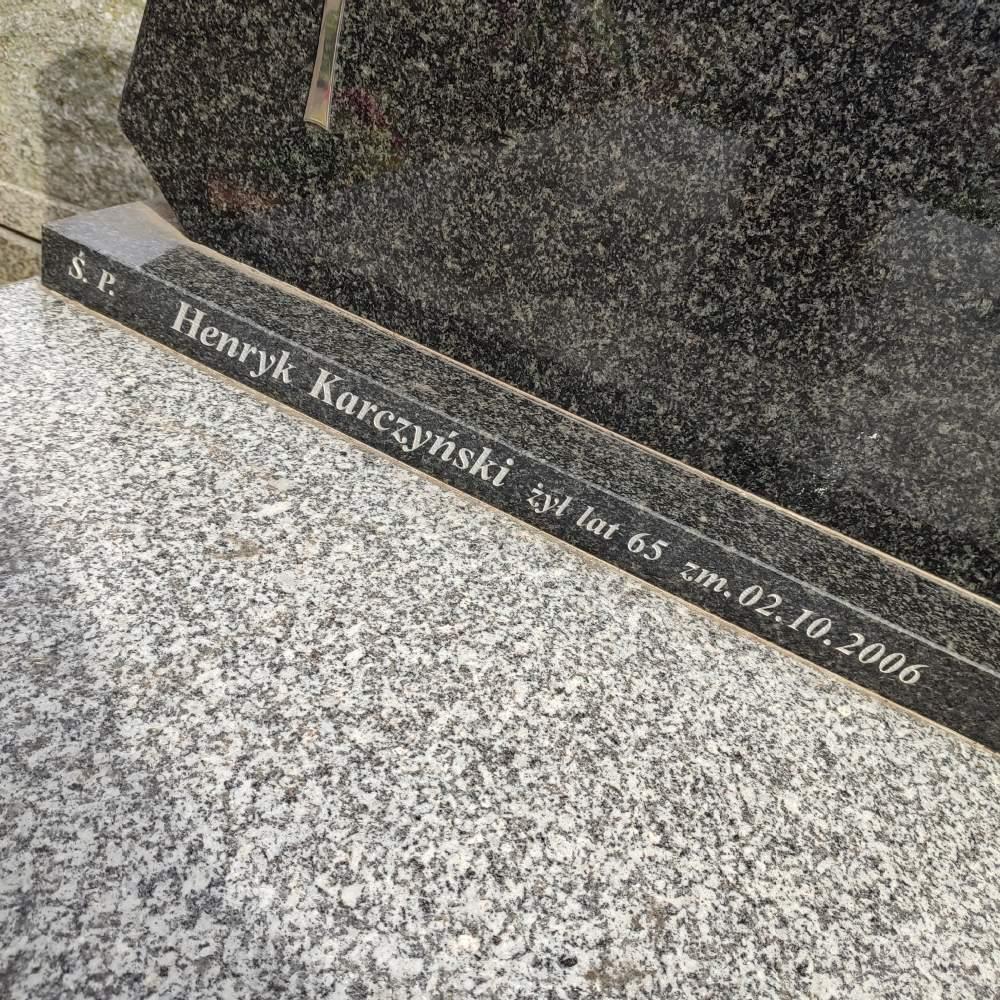 Ś. P. Henryk Karczyński żył lat 65 zm. 02.10.2006